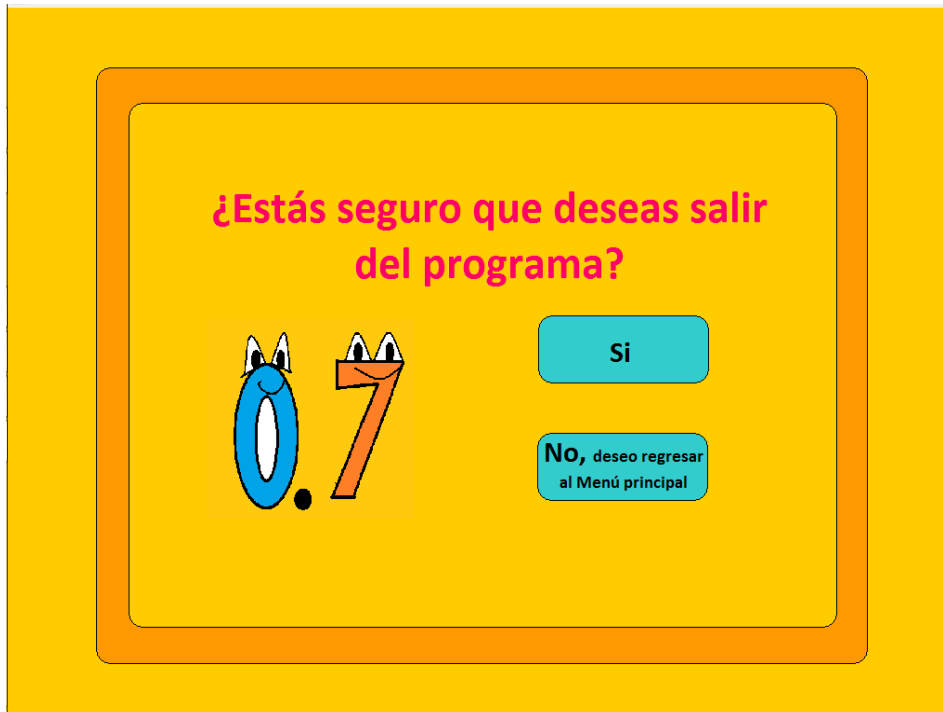 ¿Estás seguro que deseas salir
del programa?
0.7
Si
No, deseo regresar
al Menú principal